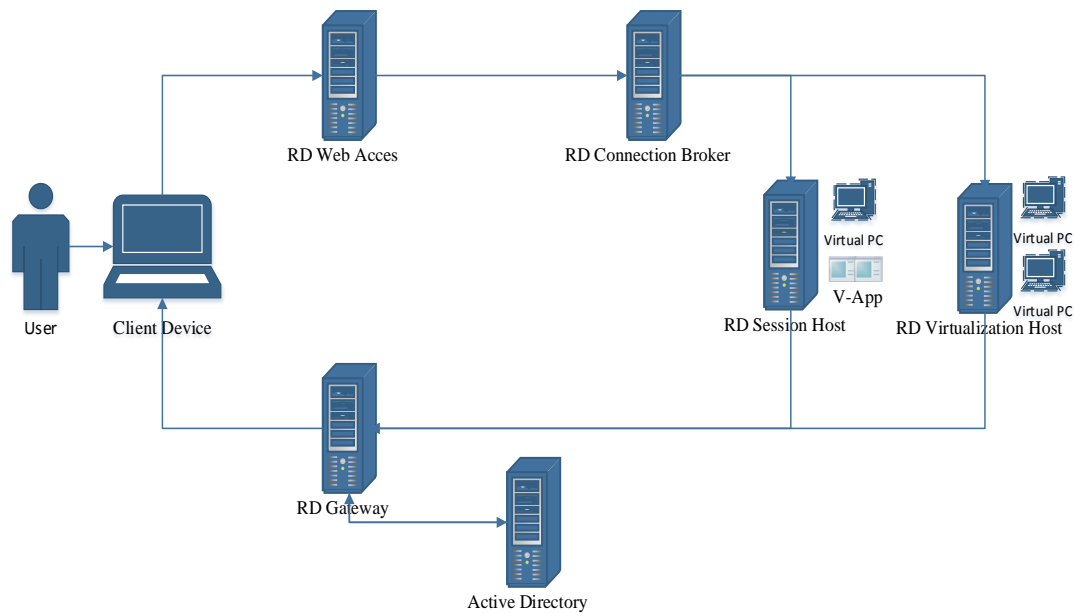 RD Web Acces
RD Connection Broker
Virtual PC
V-App
RD Session Host
Virtual PC
Virtual PC
RD Virtualization Host
User
Client Device
RD Gateway
Active Directory